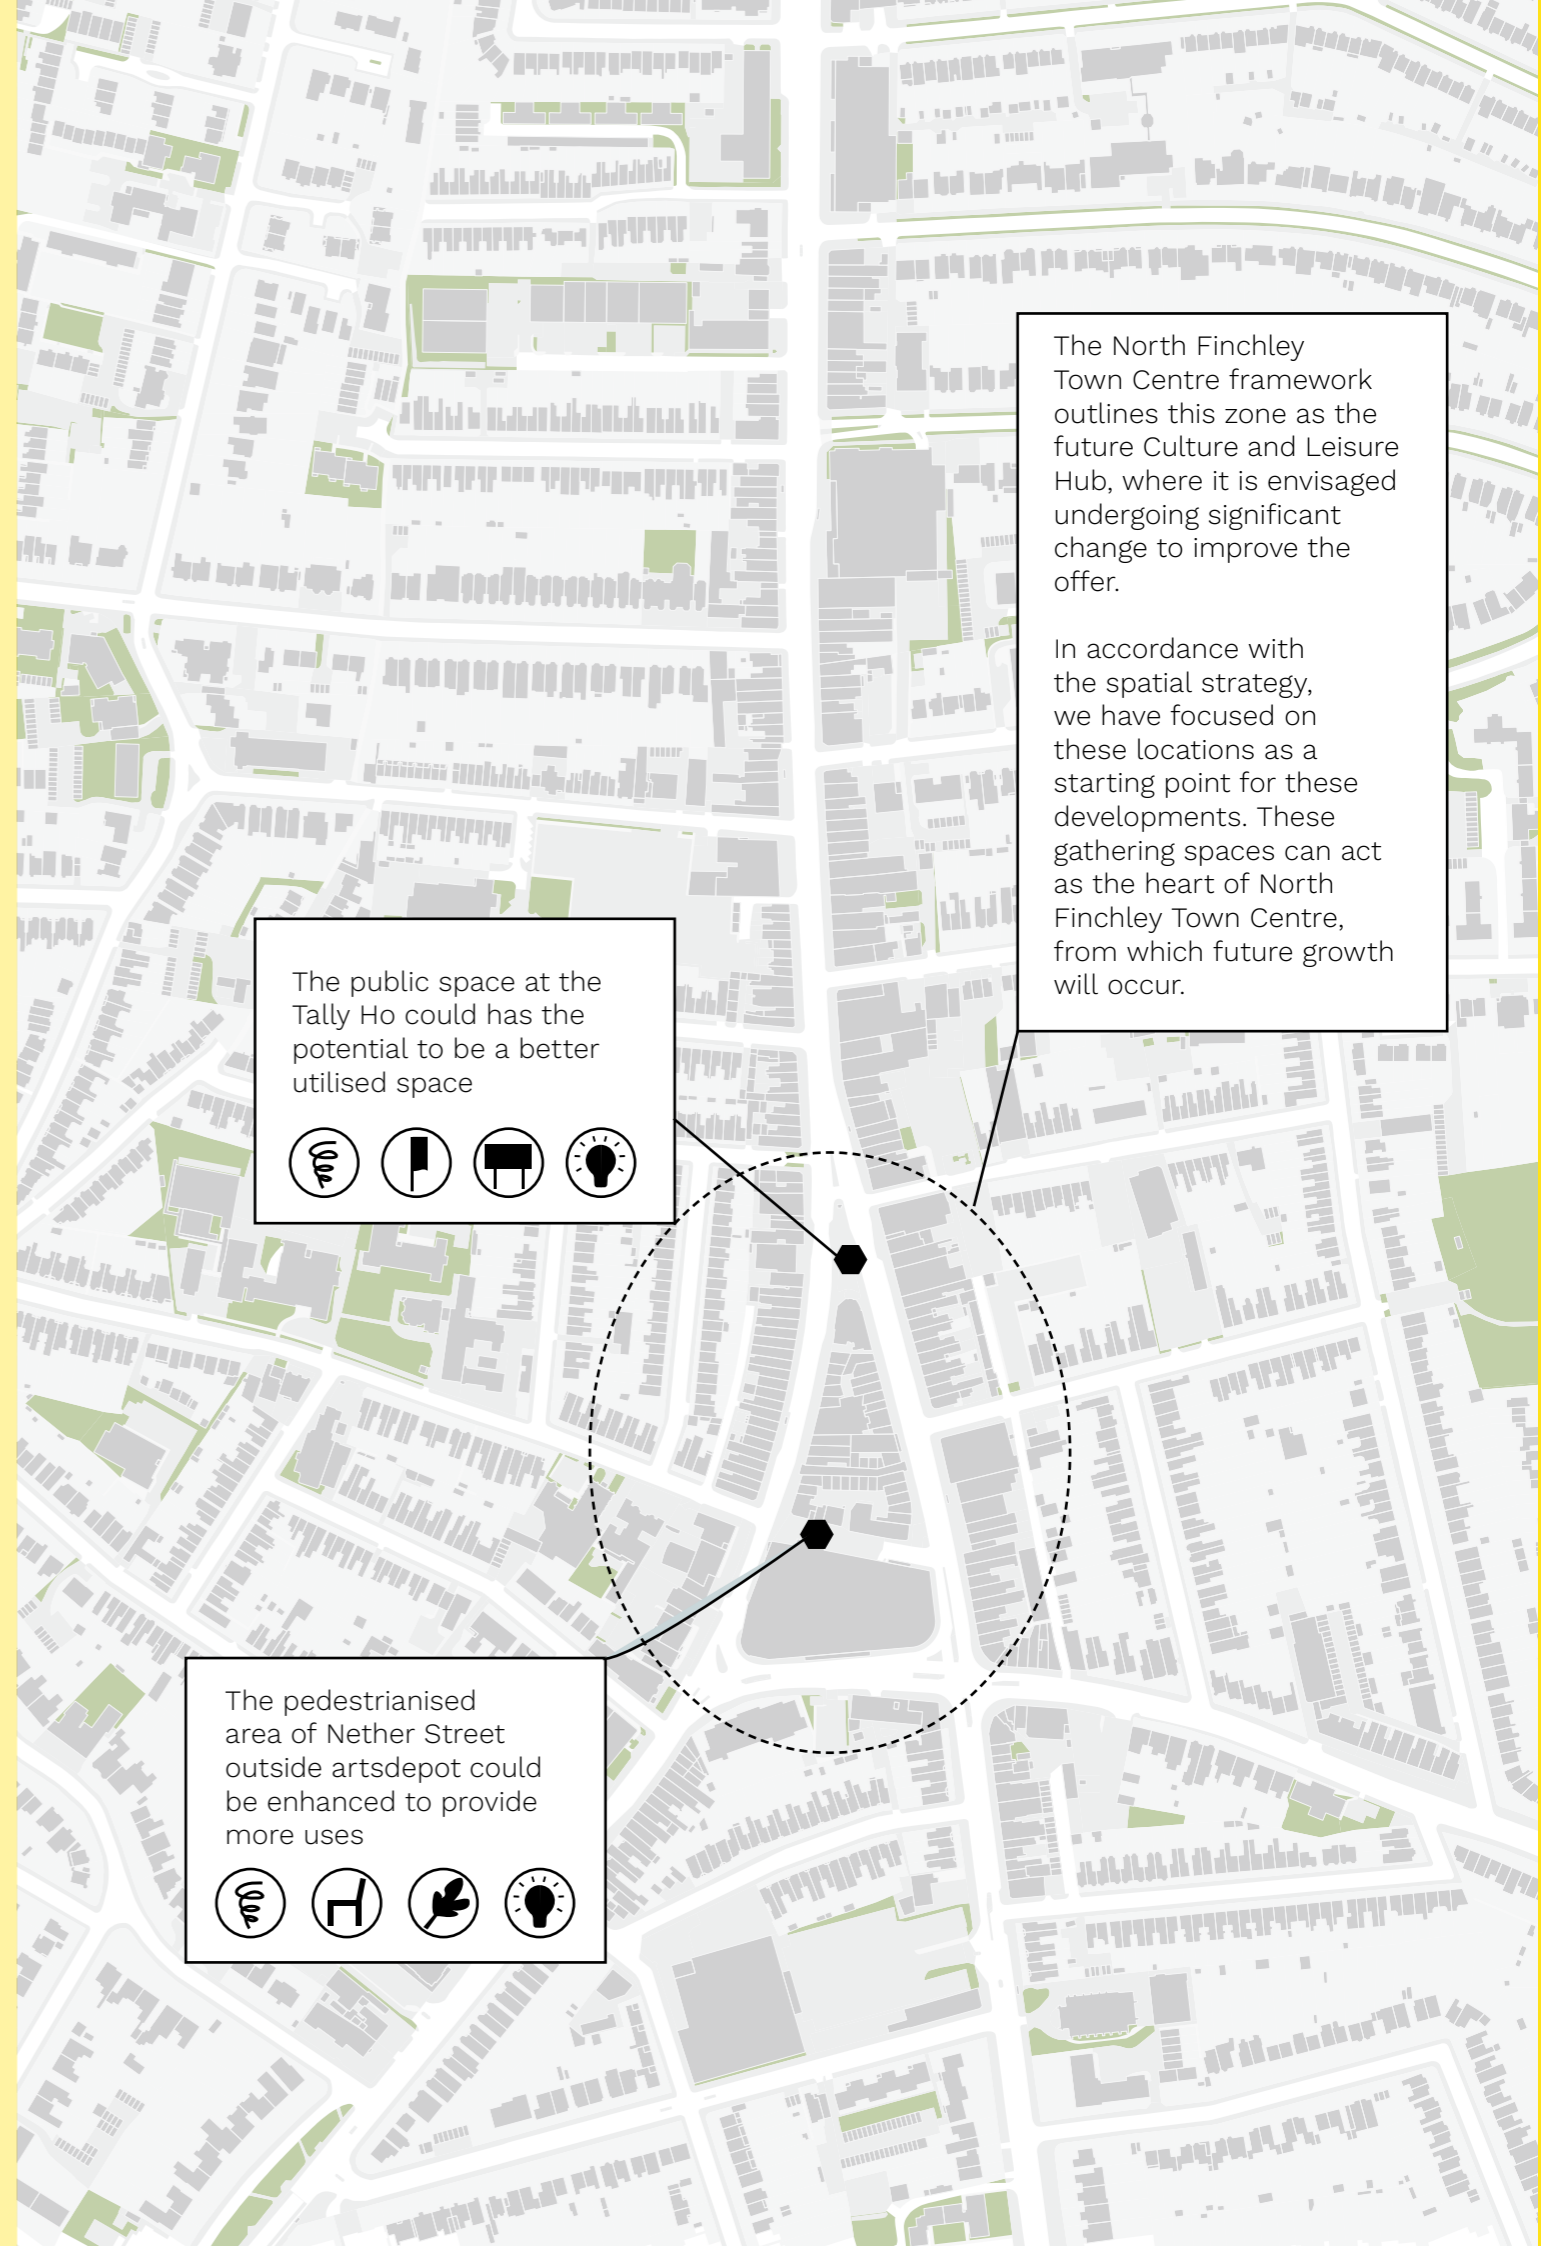 The North Finchley
Town Centre framework
outlines this zone as the
future Culture and Leisure
Hub, where it is envisaged
undergoing significant
change to improve the
offer.
In accordance with
the spatial strategy,
we have focused on
these locations as a
starting point for these
developments. These
gathering spaces can act
as the heart of North
Finchley Town Centre,
from which future growth
will occur.
The public space at the
Tally Ho could has the
potential to be a better
utilised space
The pedestrianised
area of Nether Street
outside artsdepot could
be enhanced to provide
more uses